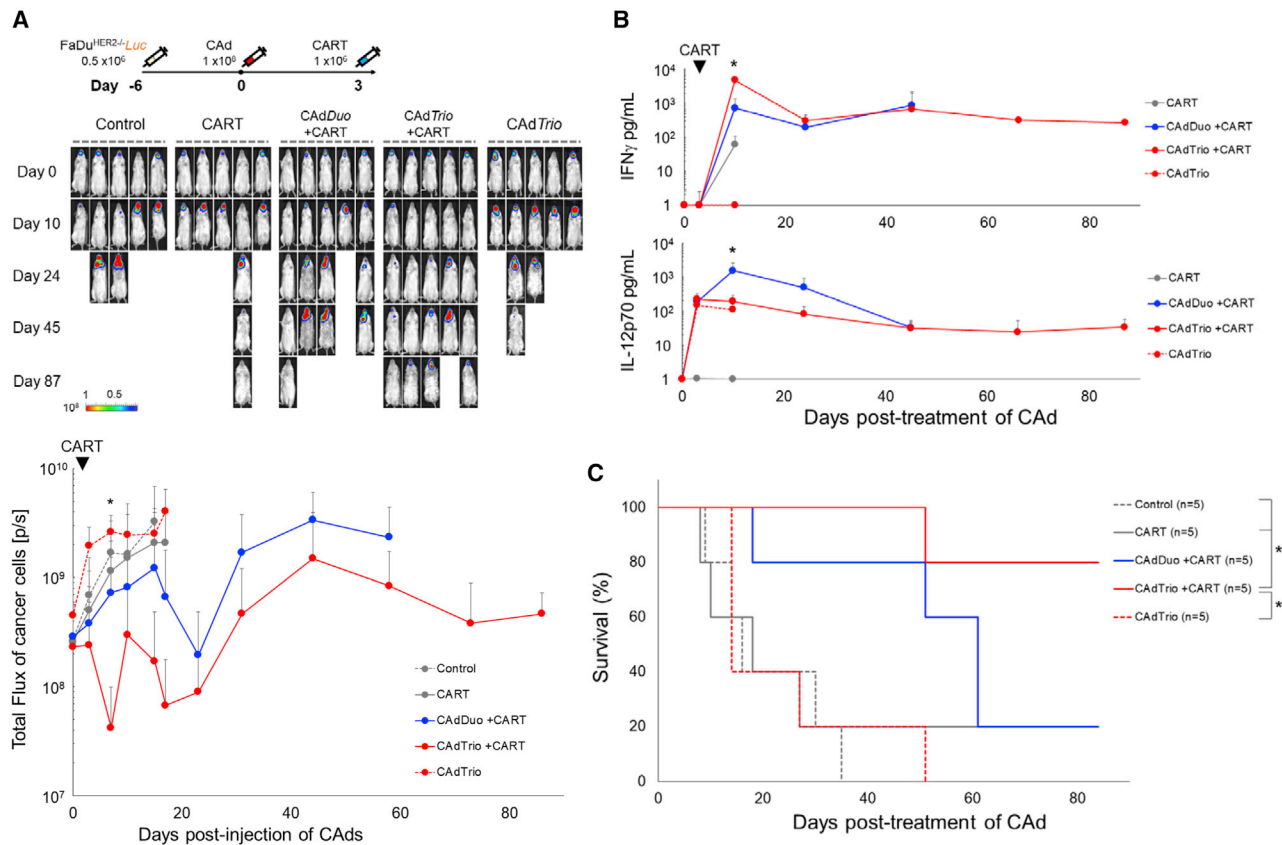 A
FaDuHER2-/-Luc
0.5 x10⁶
CAd
1 x10⁶
CART
1 x10⁶
Day -6 0 3
Control CART CAdDuo +CART CAdTrio +CART CAdTrio
Day 0
Day 10
Day 24
Day 45
Day 87
10⁸ 1 0.5
CART
*
Total Flux of cancer cells [p/s]
10¹⁰
10⁹
10⁸
10⁷
0 20 40 60 80
Days post-injection of CAds
Control
CART
CAdDuo +CART
CAdTrio +CART
CAdTrio
B
CART
*
IFNγ pg/mL
10⁴
10³
10²
10
1
0 20 40 60 80
CART
CAdDuo +CART
CAdTrio +CART
CAdTrio
*
IL-12p70 pg/mL
10⁴
10³
10²
10
1
0 20 40 60 80
Days post-treatment of CAd
CART
CAdDuo +CART
CAdTrio +CART
CAdTrio
C
Survival (%)
100
80
60
40
20
0
0 20 40 60 80
Days post-treatment of CAd
Control (n=5)
CART (n=5)
CAdDuo +CART (n=5)
CAdTrio +CART (n=5)
CAdTrio (n=5)
*
*